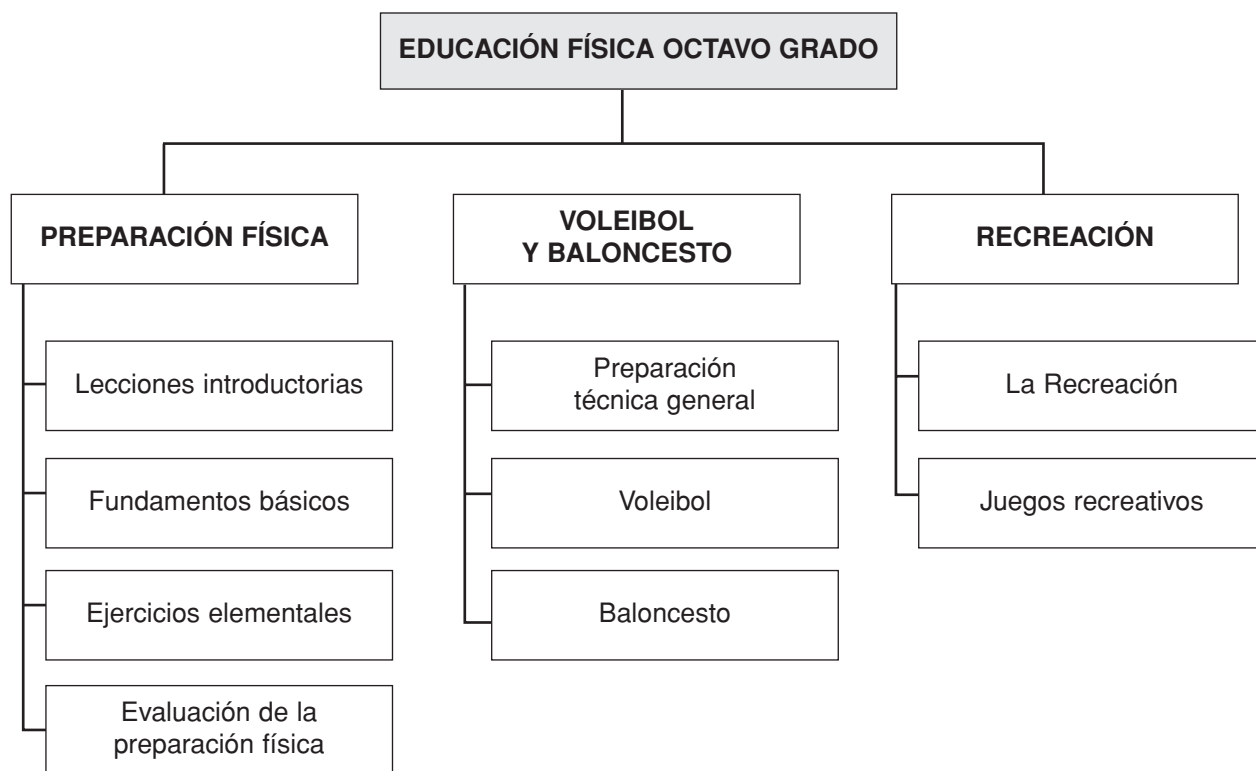 EDUCACIÓN FÍSICA OCTAVO GRADO
PREPARACIÓN FÍSICA
Lecciones introductorias
Fundamentos básicos
Ejercicios elementales
Evaluación de la
preparación física
VOLEIBOL
Y BALONCESTO
Preparación
técnica general
Voleibol
Baloncesto
RECREACIÓN
La Recreación
Juegos recreativos